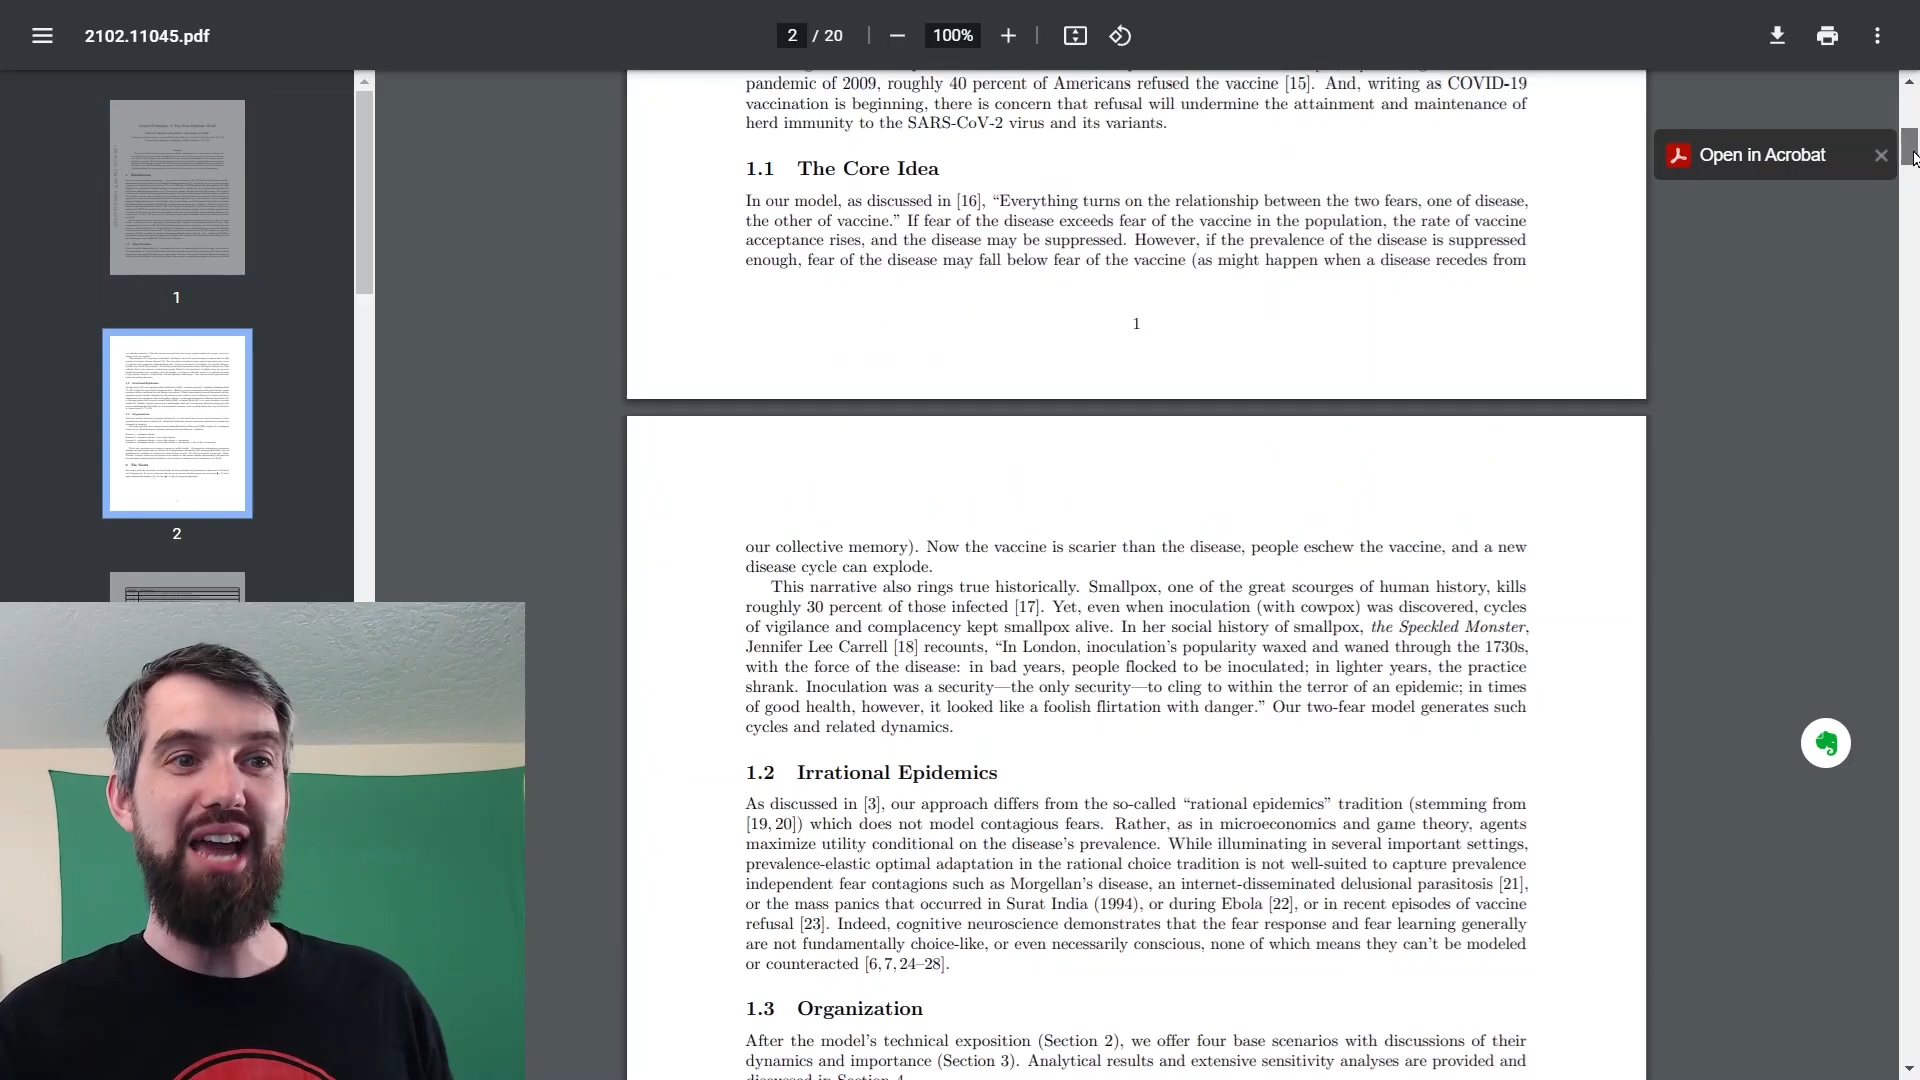 2102.11045.pdf
2 / 20
100%
pandemic of 2009, roughly 40 percent of Americans refused the vaccine [15]. And, writing as COVID-19
vaccination is beginning, there is concern that refusal will undermine the attainment and maintenance of
herd immunity to the SARS-CoV-2 virus and its variants.
1.1 The Core Idea
In our model, as discussed in [16], “Everything turns on the relationship between the two fears, one of disease,
the other of vaccine.” If fear of the disease exceeds fear of the vaccine in the population, the rate of vaccine
acceptance rises, and the disease may be suppressed. However, if the prevalence of the disease is suppressed
enough, fear of the disease may fall below fear of the vaccine (as might happen when a disease recedes from
1
our collective memory). Now the vaccine is scarier than the disease, people eschew the vaccine, and a new
disease cycle can explode.
This narrative also rings true historically. Smallpox, one of the great scourges of human history, kills
roughly 30 percent of those infected [17]. Yet, even when inoculation (with cowpox) was discovered, cycles
of vigilance and complacency kept smallpox alive. In her social history of smallpox, the Speckled Monster,
Jennifer Lee Carrell [18] recounts, “In London, inoculation’s popularity waxed and waned through the 1730s,
with the force of the disease: in bad years, people flocked to be inoculated; in lighter years, the practice
shrank. Inoculation was a security—the only security—to cling to within the terror of an epidemic; in times
of good health, however, it looked like a foolish flirtation with danger.” Our two-fear model generates such
cycles and related dynamics.
1.2 Irrational Epidemics
As discussed in [3], our approach differs from the so-called “rational epidemics” tradition (stemming from
[19, 20]) which does not model contagious fears. Rather, as in microeconomics and game theory, agents
maximize utility conditional on the disease’s prevalence. While illuminating in several important settings,
prevalence-elastic optimal adaptation in the rational choice tradition is not well-suited to capture prevalence
independent fear contagions such as Morgellan’s disease, an internet-disseminated delusional parasitosis [21],
or the mass panics that occurred in Surat India (1994), or during Ebola [22], or in recent episodes of vaccine
refusal [23]. Indeed, cognitive neuroscience demonstrates that the fear response and fear learning generally
are not fundamentally choice-like, or even necessarily conscious, none of which means they can’t be modeled
or counteracted [6, 7, 24–28].
1.3 Organization
After the model’s technical exposition (Section 2), we offer four base scenarios with discussions of their
dynamics and importance (Section 3). Analytical results and extensive sensitivity analyses are provided and
Open in Acrobat
1
2